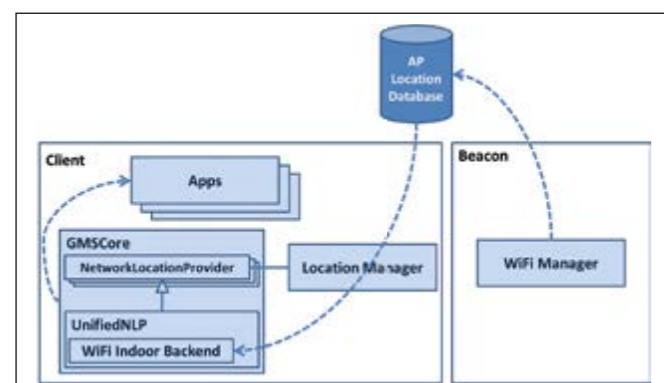 AP
Location
Database
Client
Beacon
Apps
GMSCore
NetworkLocationProvider
Location Manager
WiFi Manager
UnifiedNLP
WiFi Indoor Backend